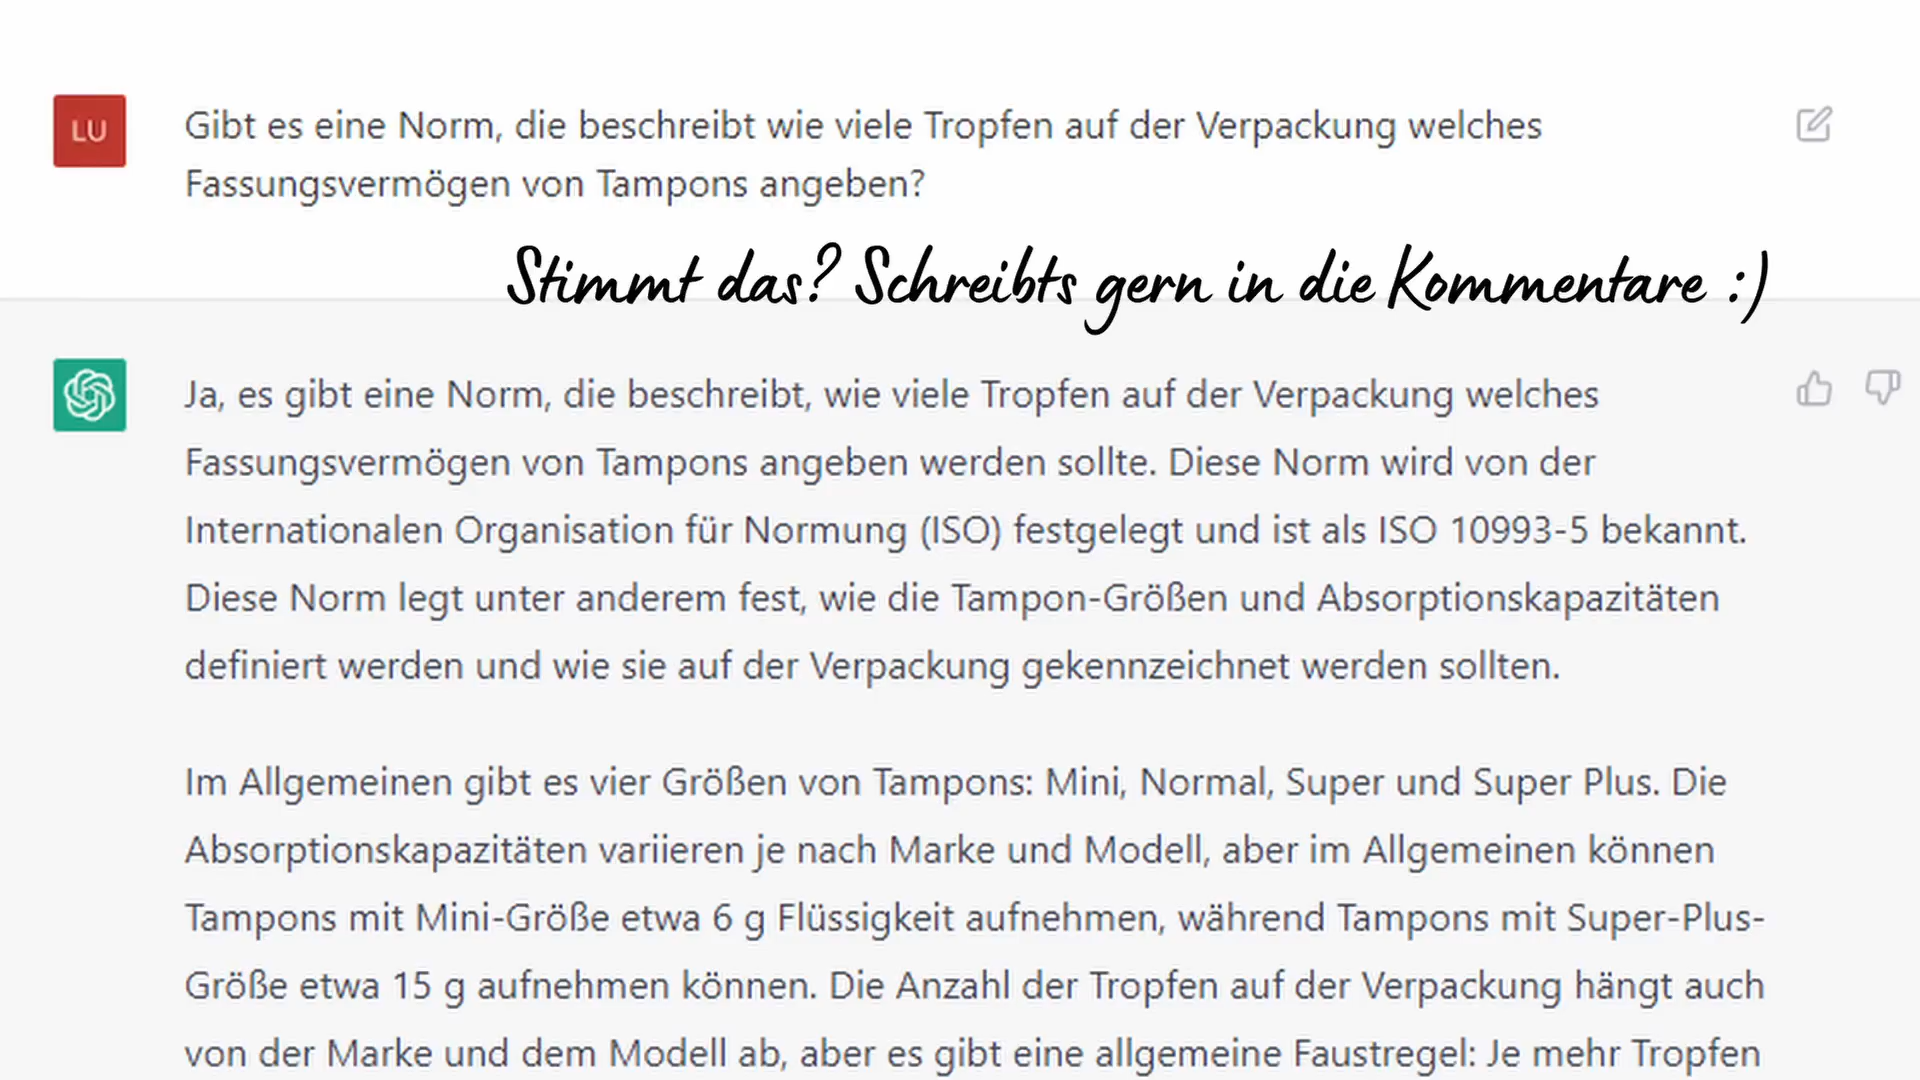 LU
Gibt es eine Norm, die beschreibt wie viele Tropfen auf der Verpackung welches
Fassungsvermögen von Tampons angeben?
Stimmt das? Schreibts gern in die Kommentare :)
Ja, es gibt eine Norm, die beschreibt, wie viele Tropfen auf der Verpackung welches
Fassungsvermögen von Tampons angeben werden sollte. Diese Norm wird von der
Internationalen Organisation für Normung (ISO) festgelegt und ist als ISO 10993-5 bekannt.
Diese Norm legt unter anderem fest, wie die Tampon-Größen und Absorptionskapazitäten
definiert werden und wie sie auf der Verpackung gekennzeichnet werden sollten.
Im Allgemeinen gibt es vier Größen von Tampons: Mini, Normal, Super und Super Plus. Die
Absorptionskapazitäten variieren je nach Marke und Modell, aber im Allgemeinen können
Tampons mit Mini-Größe etwa 6 g Flüssigkeit aufnehmen, während Tampons mit Super-Plus-
Größe etwa 15 g aufnehmen können. Die Anzahl der Tropfen auf der Verpackung hängt auch
von der Marke und dem Modell ab, aber es gibt eine allgemeine Faustregel: Je mehr Tropfen